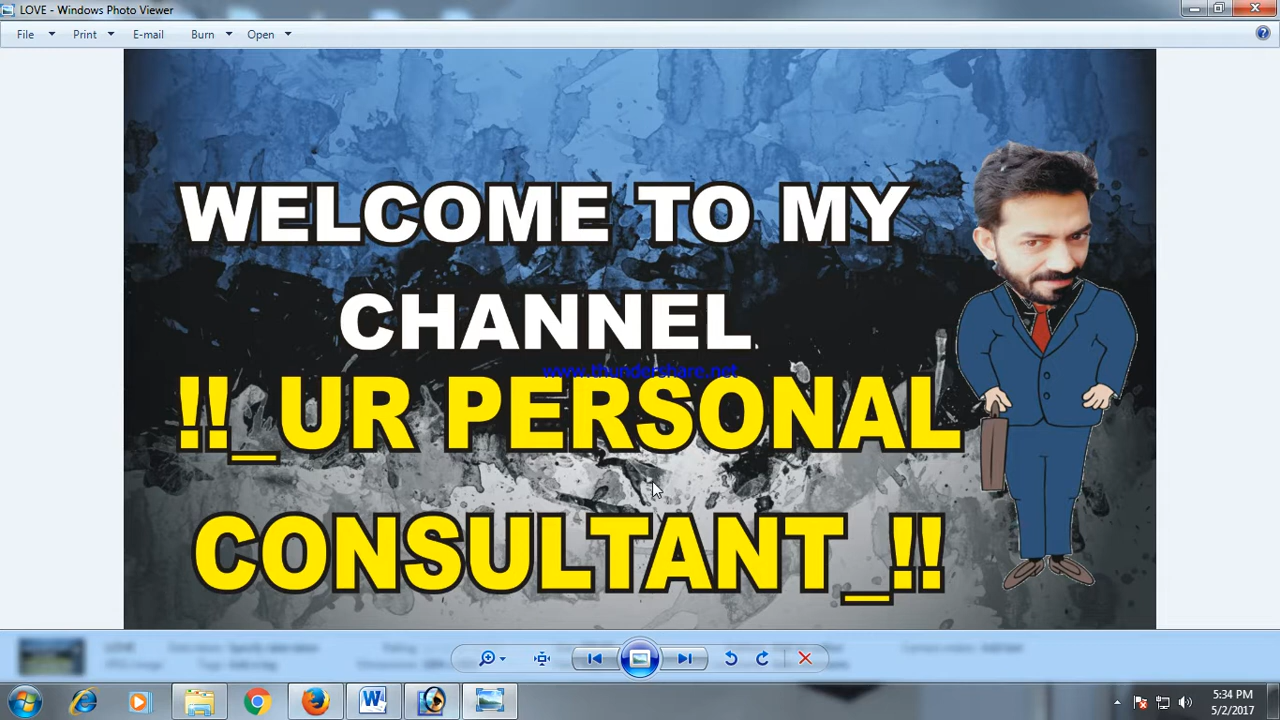 LOVE - Windows Photo Viewer
File Print E-mail Burn Open
WELCOME TO MY
CHANNEL.
www.thundershare.net
!!_UR PERSONAL
CONSULTANT_!!
LOVE
5:34 PM
5/2/2017